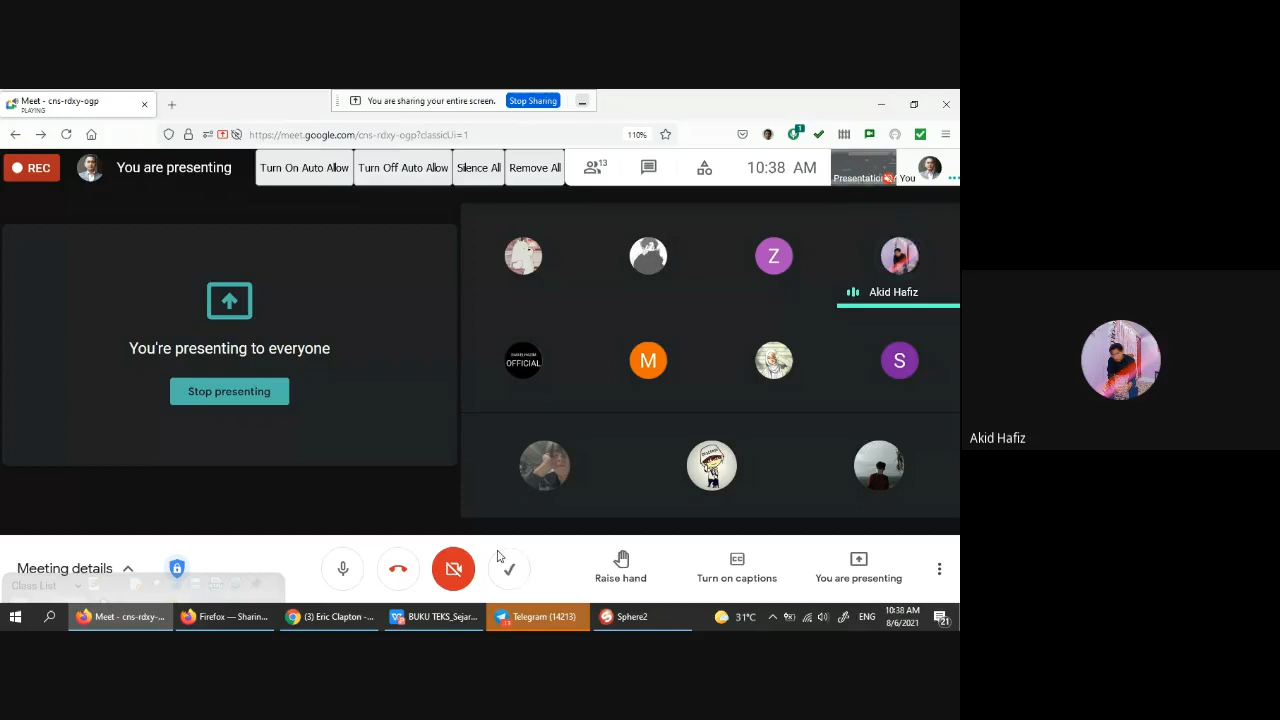 Meet - cns-rdxy-ogp
PLAYING
You are sharing your entire screen.
Stop Sharing
https://meet.google.com/cns-rdxy-ogp?classicUi=1
110%
REC
You are presenting
Turn On Auto Allow
Turn Off Auto Allow
Silence All
Remove All
13
10:38 AM
You
Z
Akid Hafiz
You're presenting to everyone
Stop presenting
OFFICIAL
M
S
Akid Hafiz
Meeting details
Class List
Raise hand
Turn on captions
You are presenting
Meet - cns-rdxy-...
Firefox — Sharin...
(3) Eric Clapton -...
BUKU TEKS_Sejar...
Telegram (14213)
Sphere2
31°C
ENG
10:38 AM
8/6/2021
21